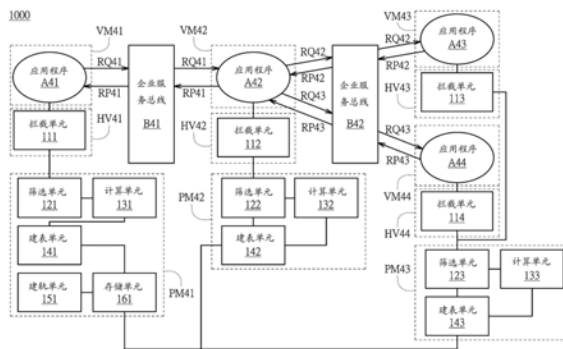 1000
VM41
VM42
VM43
应用程序
A41
RQ41
RP41
企业服
务总线
B41
RQ41
RP41
应用程序
A42
RQ42
RP42
RQ43
RP43
企业服
务总线
B42
RQ42
RP42
应用程序
A43
HV41
拦截单元
111
HV42
拦截单元
112
HV43
拦截单元
113
RQ43
RP43
应用程序
A44
VM44
HV44
拦截单元
114
筛选单元
121
计算单元
131
建表单元
141
建轨单元
151
存储单元
161
PM41
PM42
筛选单元
122
计算单元
132
建表单元
142
PM43
筛选单元
123
计算单元
133
建表单元
143